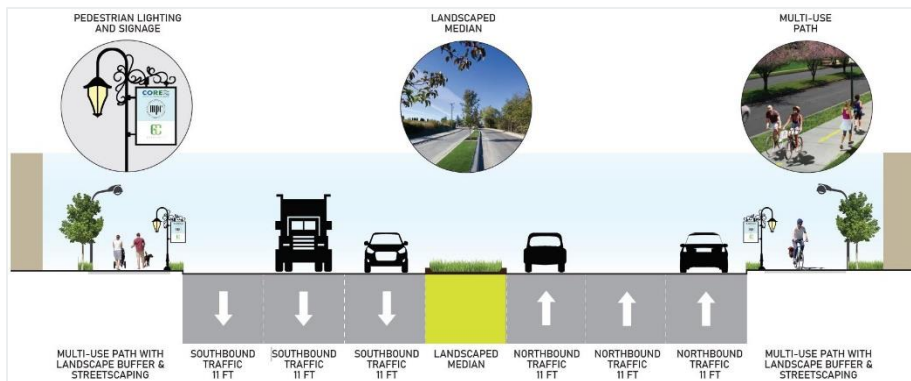 PEDESTRIAN LIGHTING
AND SIGNAGE
LANDSCAPED
MEDIAN
MULTI-USE
PATH
CORE
mpc
MULTI-USE PATH WITH
LANDSCAPE BUFFER &
STREETSCAPING
SOUTHBOUND
TRAFFIC
11 FT
SOUTHBOUND
TRAFFIC
11 FT
SOUTHBOUND
TRAFFIC
11 FT
LANDSCAPED
MEDIAN
NORTHBOUND
TRAFFIC
11 FT
NORTHBOUND
TRAFFIC
11 FT
NORTHBOUND
TRAFFIC
11 FT
MULTI-USE PATH WITH
LANDSCAPE BUFFER &
STREETSCAPING